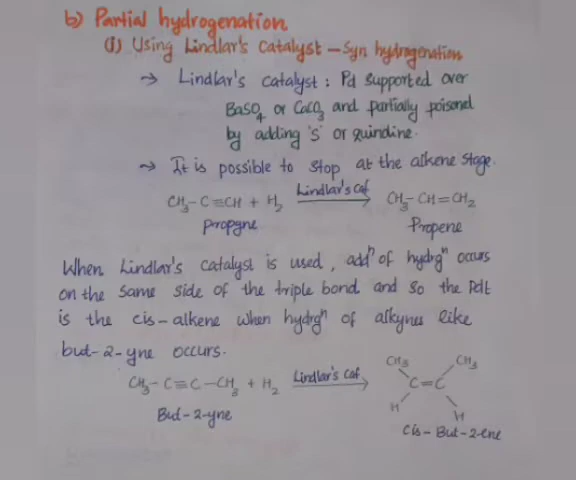 b) Partial hydrogenation
(i) Using Lindlar's Catalyst – Syn hydrogenation
→ Lindlar's catalyst : Pd supported over
BaSO4 or CaCO3 and partially poisoned
by adding 'S' or quindine.
→ It is possible to stop at the alkene stage.
CH3–C≡CH + H2 Lindlar's Cat → CH3–CH=CH2
Propyne Propene
When Lindlar's catalyst is used, addn of hydrgn occurs
on the same side of the triple bond and so the pdt
is the cis-alkene when hydrgn of alkynes like
but-2-yne occurs.
CH3–C≡C–CH3 + H2 Lindlar's Cat → CH3 CH3 C=C H H
But-2-yne cis-But-2-ene